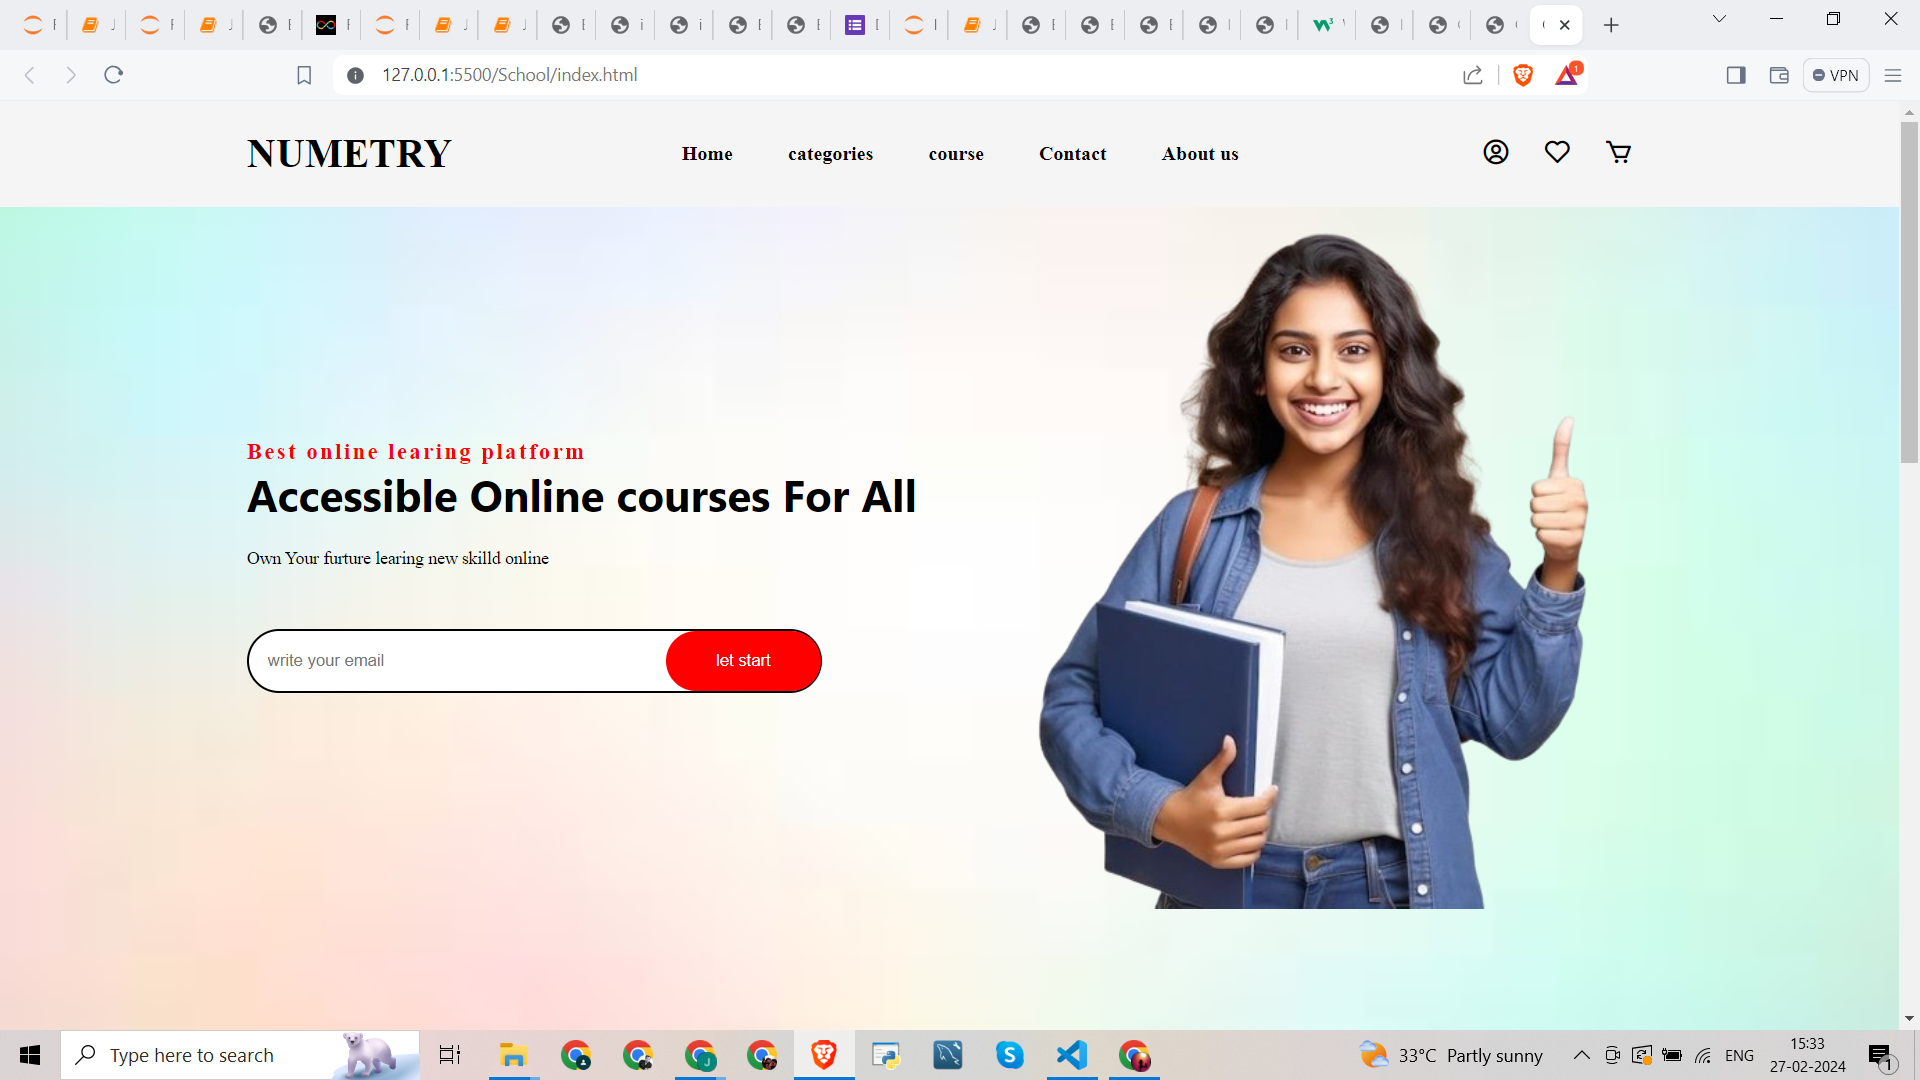 127.0.0.1:5500/School/index.html
1
VPN
NUMETRY
Home
categories
course
Contact
About us
Best online learing platform
Accessible Online courses For All
Own Your furture learing new skilld online
write your email
let start
Type here to search
33°C Partly sunny
ENG
15:33
27-02-2024
1